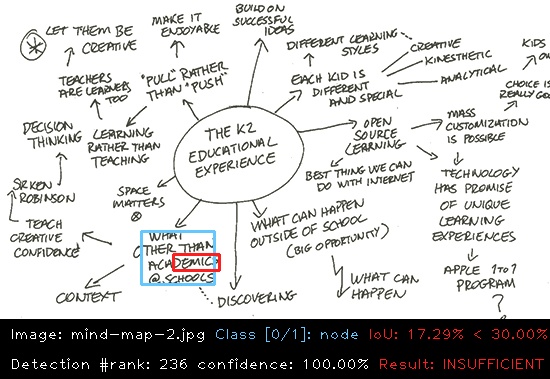 LET THEM BE
CREATIVE
MAKE IT
ENJOYABLE
BUILD ON
SUCCESSFUL
IDEAS
DIFFERENT LEARNING
STYLES
CREATIVE
KINESTHETIC
ANALYTICAL
KIDS
TEACHERS
ARE LEARNERS
TOO
"PULL" RATHER
THAN "PUSH"
EACH KID IS
DIFFERENT
AND SPECIAL
CHOICE IS
DECISION
THINKING
LEARNING
RATHER THAN
TEACHING
THE K2
EDUCATIONAL
EXPERIENCE
OPEN
SOURCE
LEARNING
MASS
CUSTOMIZATION
IS POSSIBLE
SIR KEN
ROBINSON
SPACE
MATTERS
BEST THING WE CAN
DO WITH INTERNET
TECHNOLOGY
HAS PROMISE
OF UNIQUE
LEARNING
EXPERIENCES
TEACH
CREATIVE
CONFIDENCE
WHAT
OTHER THAN
ACADEMICS
@ SCHOOLS
WHAT CAN HAPPEN
OUTSIDE OF SCHOOL
(BIG OPPORTUNITY)
CONTEXT
DISCOVERING
WHAT CAN
HAPPEN
APPLE 1 TO 1
PROGRAM
?
Image: mind-map-2.jpg Class [0/1]: node IoU: 17.29% < 30.00%
Detection #rank: 236 confidence: 100.00% Result: INSUFFICIENT